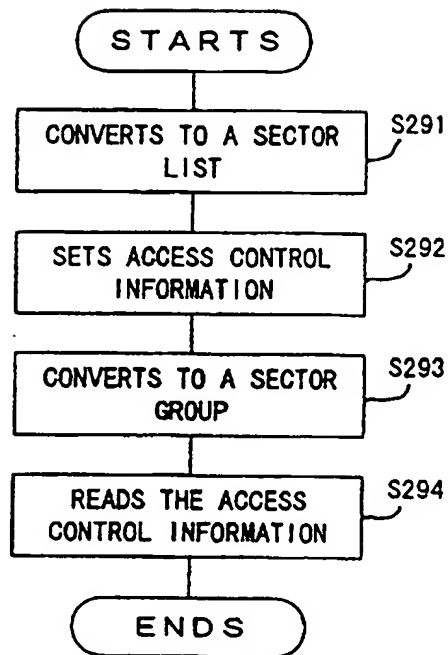 STARTS
CONVERTS TO A SECTOR
LIST
S291
SETS ACCESS CONTROL
INFORMATION
S292
CONVERTS TO A SECTOR
GROUP
S293
READS THE ACCESS
CONTROL INFORMATION
S294
ENDS